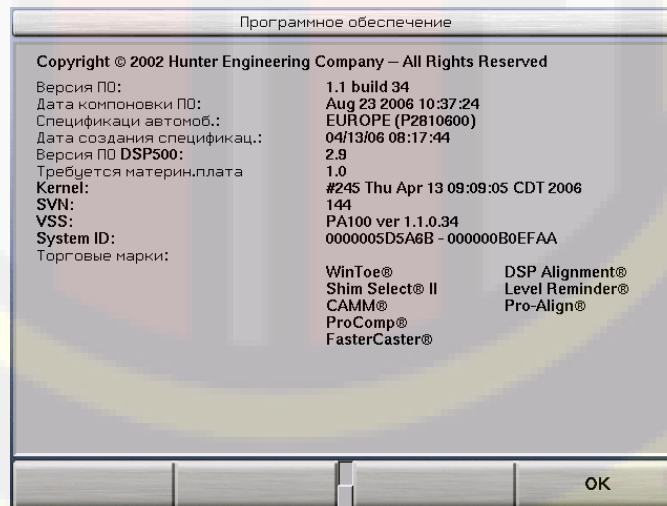 Программное обеспечение
Copyright © 2002 Hunter Engineering Company – All Rights Reserved
Версия ПО: 1.1 build 34
Дата компоновки ПО: Aug 23 2006 10:37:24
Спецификаци автомоб.: EUROPE (P2810600)
Дата создания спецификац.: 04/13/06 08:17:44
Версия ПО DSP500: 2.9
Требуется материн.плата 1.0
Kernel: #245 Thu Apr 13 09:09:05 CDT 2006
SVN: 144
VSS: PA100 ver 1.1.0.34
System ID: 0000005D5A6B - 000000B0EFAA
Торговые марки:
WinToe® DSP Alignment®
Shim Select® II Level Reminder®
CAMM® Pro-Align®
ProComp®
FasterCaster®
OK